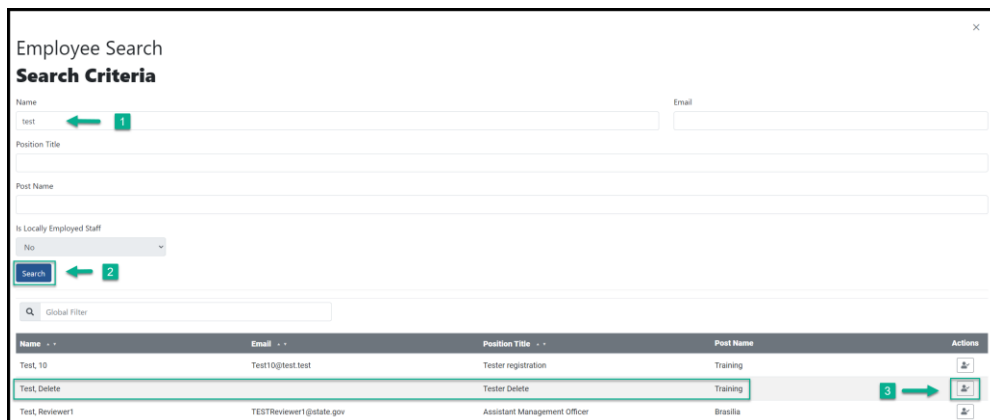 ×
Employee Search
Search Criteria
Name Email
test 1
Position Title
Post Name
Is Locally Employed Staff
No
Search 2
Global Filter
Name Email Position Title Post Name Actions
Test, 10 Test10@test.test Tester registration Training
Test, Delete Tester Delete Training 3
Test, Reviewer1 TESTReviewer1@state.gov Assistant Management Officer Brasilia